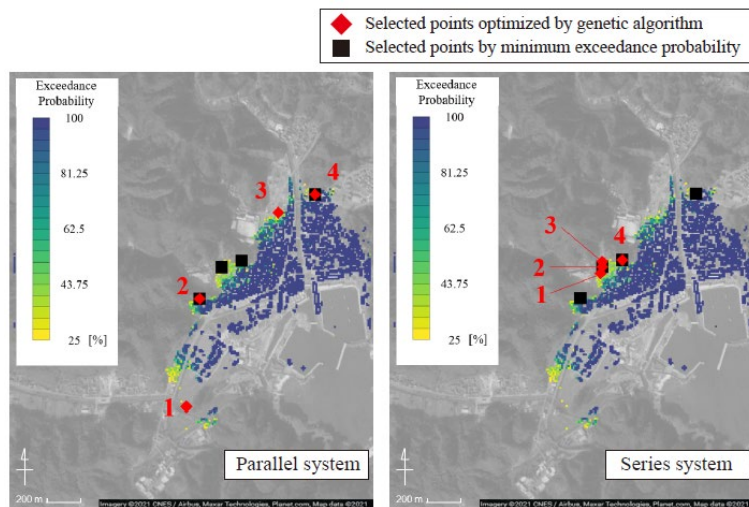 Selected points optimized by genetic algorithm
Selected points by minimum exceedance probability
Exceedance
Probability
100
81.25
62.5
43.75
25 [%]
4
3
2
1
Parallel system
200 m
Imagery ©2021 CNES / Airbus, Maxar Technologies, Planet.com, Map data ©2021
Exceedance
Probability
100
81.25
62.5
43.75
25 [%]
3
4
2
1
Series system
200 m
Imagery ©2021 CNES / Airbus, Maxar Technologies, Planet.com, Map data ©2021